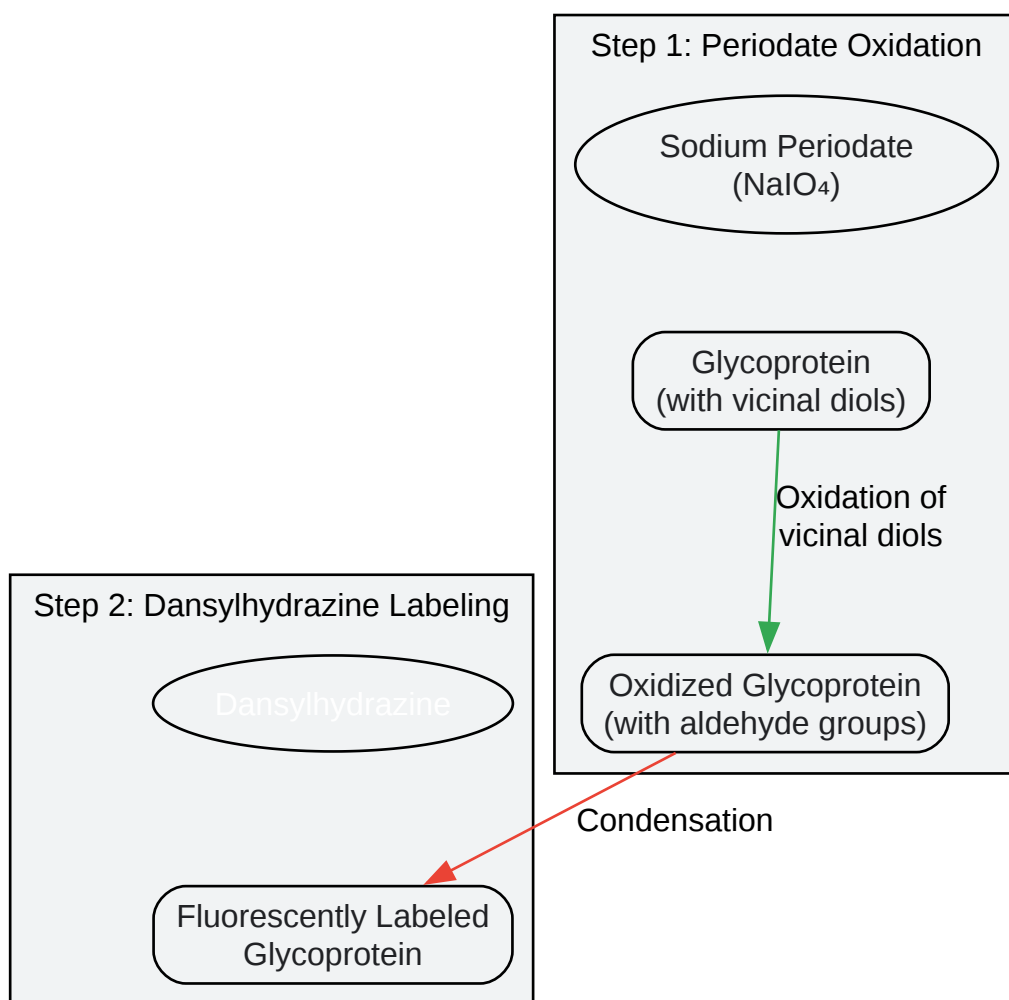 Step 1: Periodate Oxidation
Sodium Periodate
(NaIO₄)
Glycoprotein
(with vicinal diols)
Oxidation of
vicinal diols
Oxidized Glycoprotein
(with aldehyde groups)
Step 2: Dansylhydrazine Labeling
Dansylhydrazine
Condensation
Fluorescently Labeled
Glycoprotein